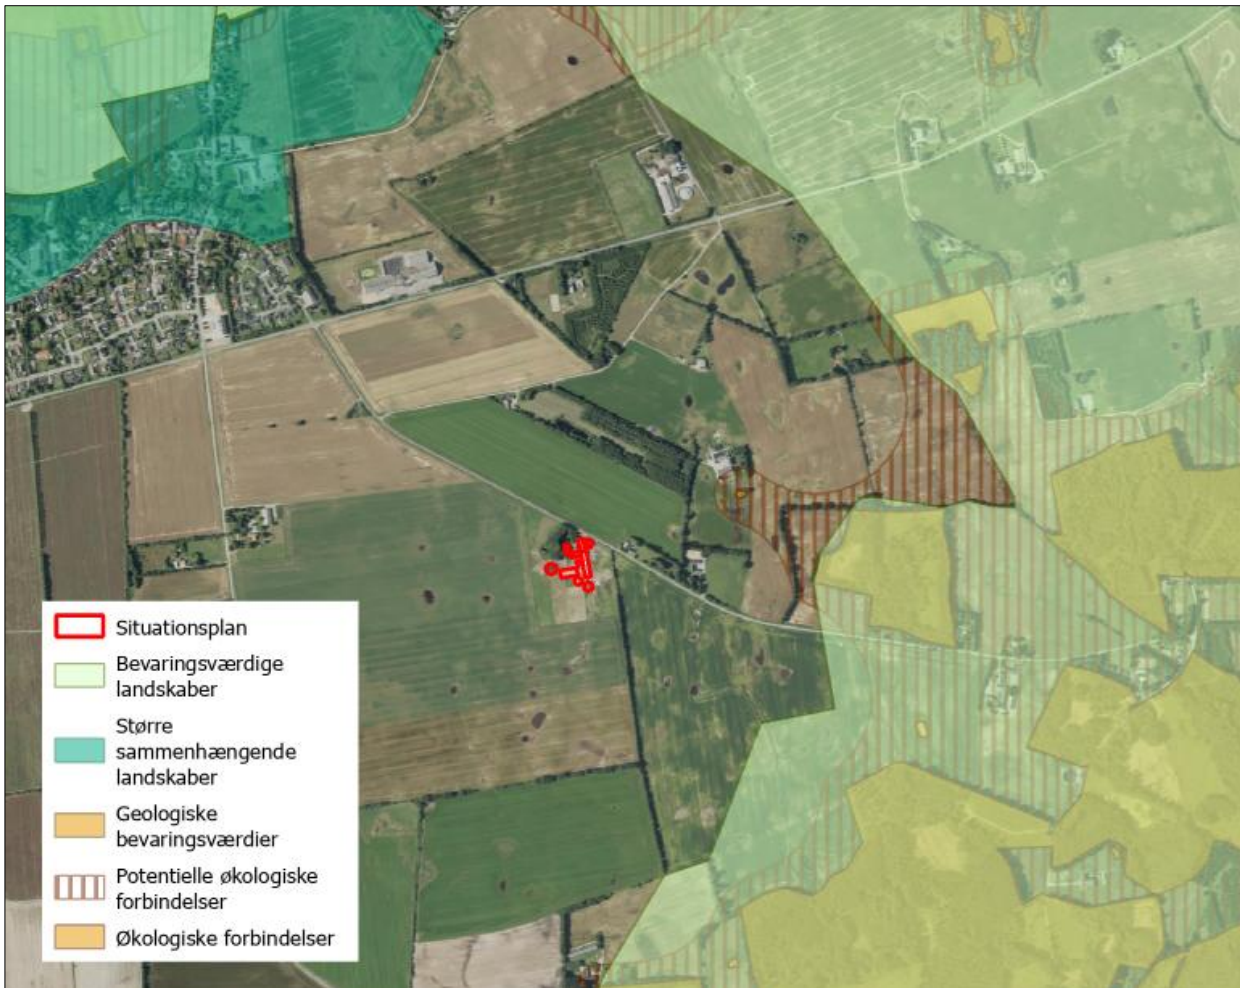 Situationsplan
Bevaringsværdige
landskaber
Større
sammenhængende
landskaber
Geologiske
bevaringsværdier
Potentielle økologiske
forbindelser
Økologiske forbindelser